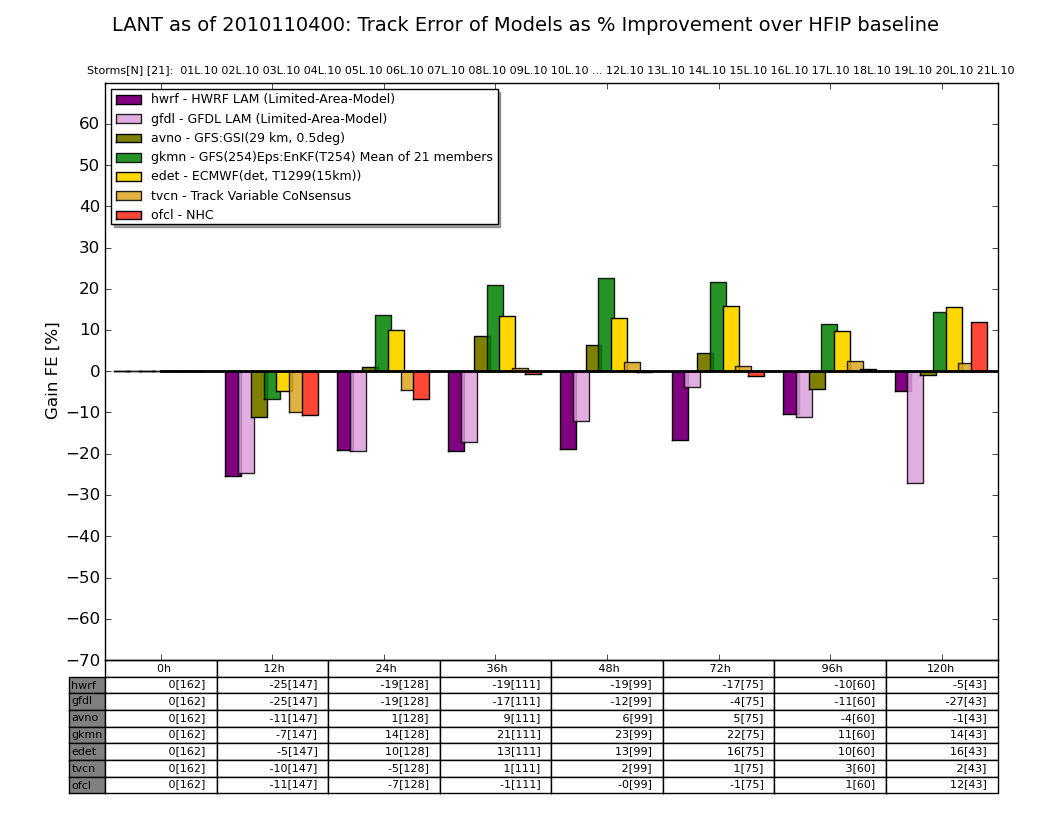 LANT as of 2010110400: Track Error of Models as % Improvement over HFIP baseline
Storms[N] [21]: 01L.10 02L.10 03L.10 04L.10 05L.10 06L.10 07L.10 08L.10 09L.10 10L.10 ... 12L.10 13L.10 14L.10 15L.10 16L.10 17L.10 18L.10 19L.10 20L.10 21L.10
hwrf - HWRF LAM (Limited-Area-Model)
gfdl - GFDL LAM (Limited-Area-Model)
avno - GFS:GSI(29 km, 0.5deg)
gkmn - GFS(254)Eps:EnKF(T254) Mean of 21 members
edet - ECMWF(det, T1299(15km))
tvcn - Track Variable CoNsensus
ofcl - NHC
Gain FE [%]
60
50
40
30
20
10
0
−10
−20
−30
−40
−50
−60
−70
0h 12h 24h 36h 48h 72h 96h 120h
hwrf 0[162] -25[147] -19[128] -19[111] -19[99] -17[75] -10[60] -5[43]
gfdl 0[162] -25[147] -19[128] -17[111] -12[99] -4[75] -11[60] -27[43]
avno 0[162] -11[147] 1[128] 9[111] 6[99] 5[75] -4[60] -1[43]
gkmn 0[162] -7[147] 14[128] 21[111] 23[99] 22[75] 11[60] 14[43]
edet 0[162] -5[147] 10[128] 13[111] 13[99] 16[75] 10[60] 16[43]
tvcn 0[162] -10[147] -5[128] 1[111] 2[99] 1[75] 3[60] 2[43]
ofcl 0[162] -11[147] -7[128] -1[111] -0[99] -1[75] 1[60] 12[43]